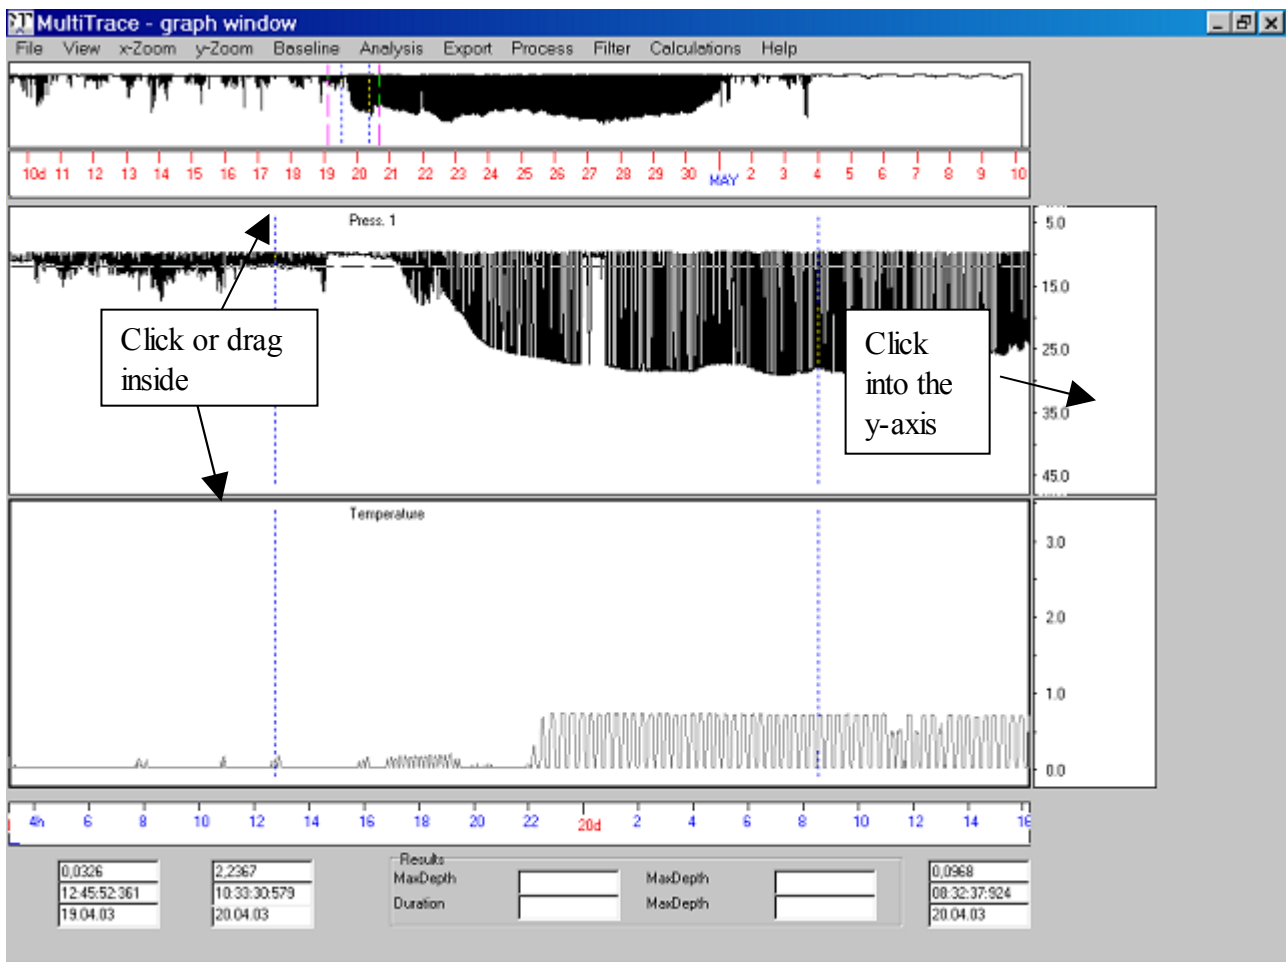 MultiTrace - graph window
File View x-Zoom y-Zoom Baseline Analysis Export Process Filter Calculations Help
10d 11 12 13 14 15 16 17 18 19 20 21 22 23 24 25 26 27 28 29 30 MAY 2 3 4 5 6 7 8 9 10
Press. 1
5.0
15.0
25.0
35.0
45.0
Click or drag
inside
Click
into the
y-axis
Temperature
3.0
2.0
1.0
0.0
4h 6 8 10 12 14 16 18 20 22 20d 2 4 6 8 10 12 14 16
0,0326
12:45:52:361
19.04.03
2,2367
10:33:30:579
20.04.03
Results
MaxDepth
MaxDepth
Duration
MaxDepth
0,0968
08:32:37:924
20.04.03